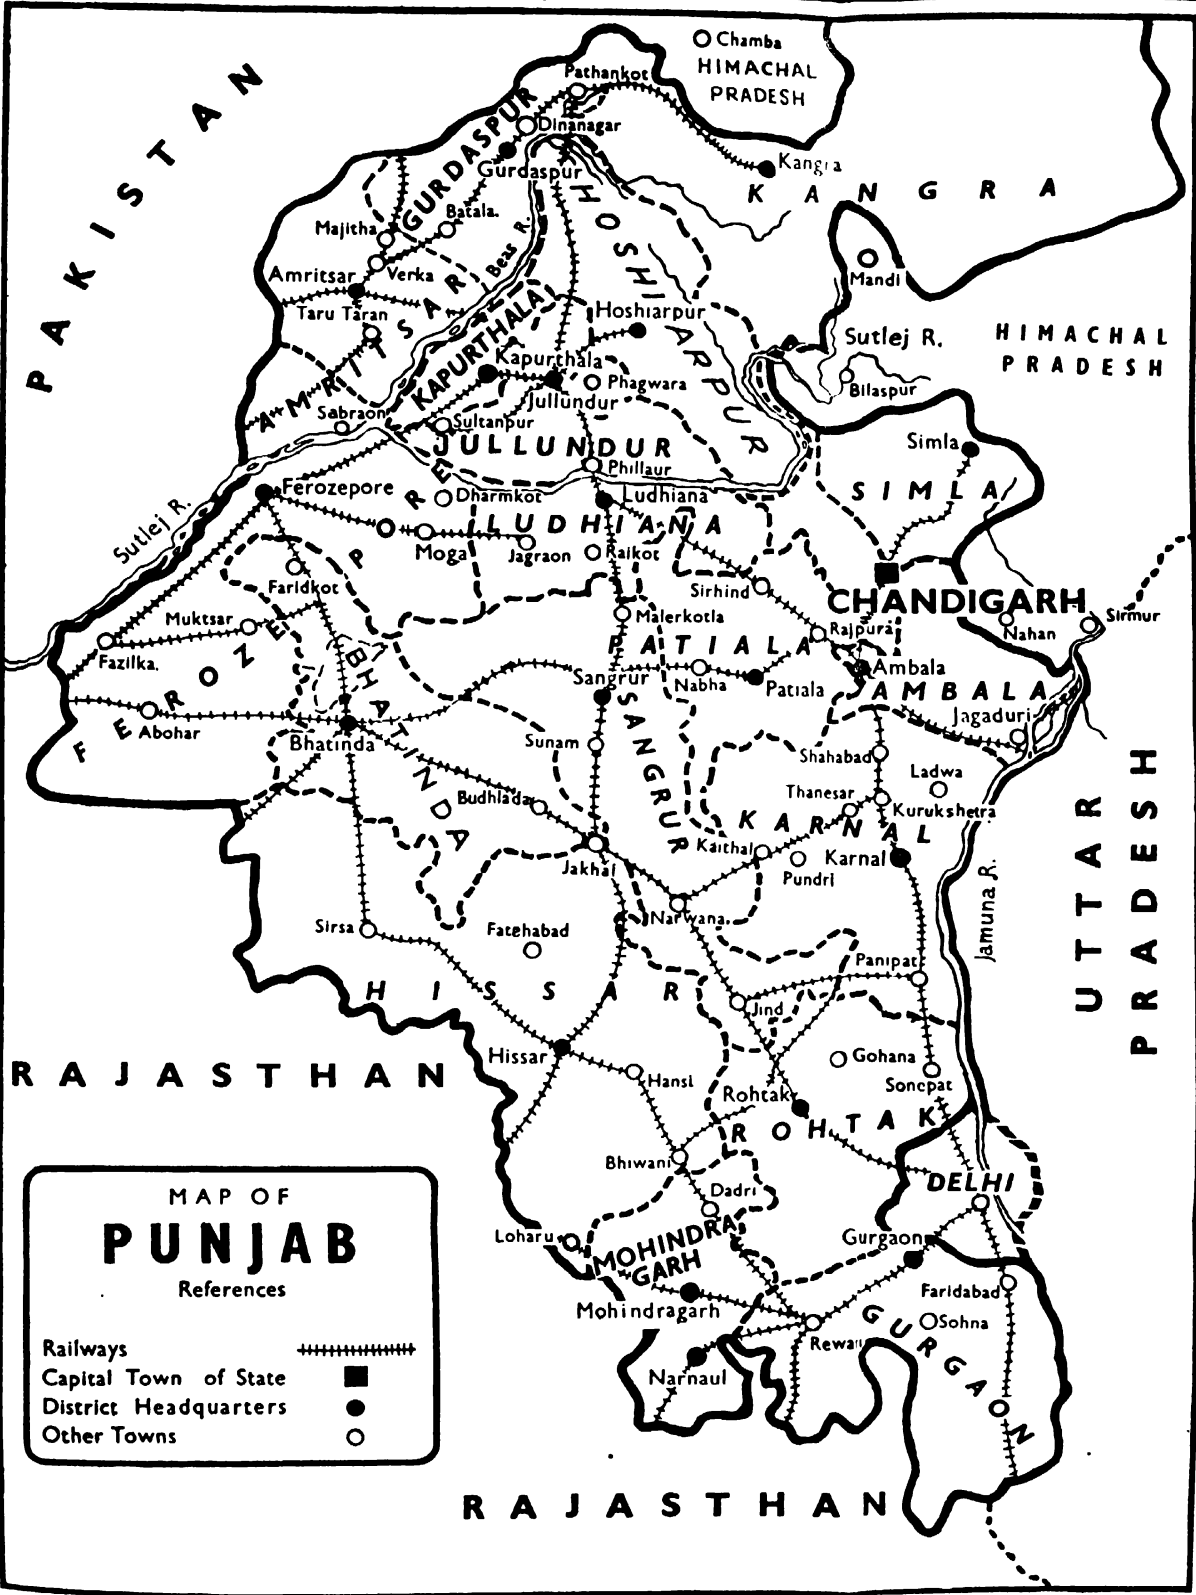 Chamba
HIMACHAL
PRADESH
PAKISTAN
Pathankot
GURDASPUR
Dinanagar
Gurdaspur
Kangra
KANGRA
Majitha
Batala.
Beas R.
HOSHIARPUR
Mandi
Amritsar
Verka
Taru Taran
AMRITSAR
KAPURTHALA
Hoshiarpur
Sutlej R.
HIMACHAL
PRADESH
Kapurthala
Phagwara
Jullundur
Bilaspur
Sabraon
Sultanpur
JULLUNDUR
Simla
Phillaur
SIMLA
Ferozepore
Dharmkot
Ludhiana
Sutlej R.
LUDHIANA
Moga
Jagraon
Raikot
FEROZEPORE
Faridkot
Sirhind
CHANDIGARH
Muktsar
Malerkotla
Rajpura
Nahan
Sirmur
Fazilka.
PATIALA
BHATINDA
Sangrur
Nabha
Patiala
Ambala
AMBALA
Abohar
SANGRUR
Jagaduri
Bhatinda
Sunam
Shahabad
Ladwa
Budhlada
Thanesar
Kurukshetra
KARNAL
UTTAR
PRADESH
Jakhal
Kaithal
Pundri
Karnal
Jamuna R.
Sirsa
Fatehabad
Narwana.
HISSAR
Panipat
Jind
RAJASTHAN
Hissar
Hansi
Gohana
Sonepat
Rohtak
ROHTAK
Bhiwani
DELHI
Dadri
Loharu
MOHINDRA
GARH
Gurgaon
Mohindragarh
Faridabad
Sohna
GURGAON
Narnaul
MAP OF
PUNJAB
References
Railways
Capital Town of State
District Headquarters
Other Towns
RAJASTHAN